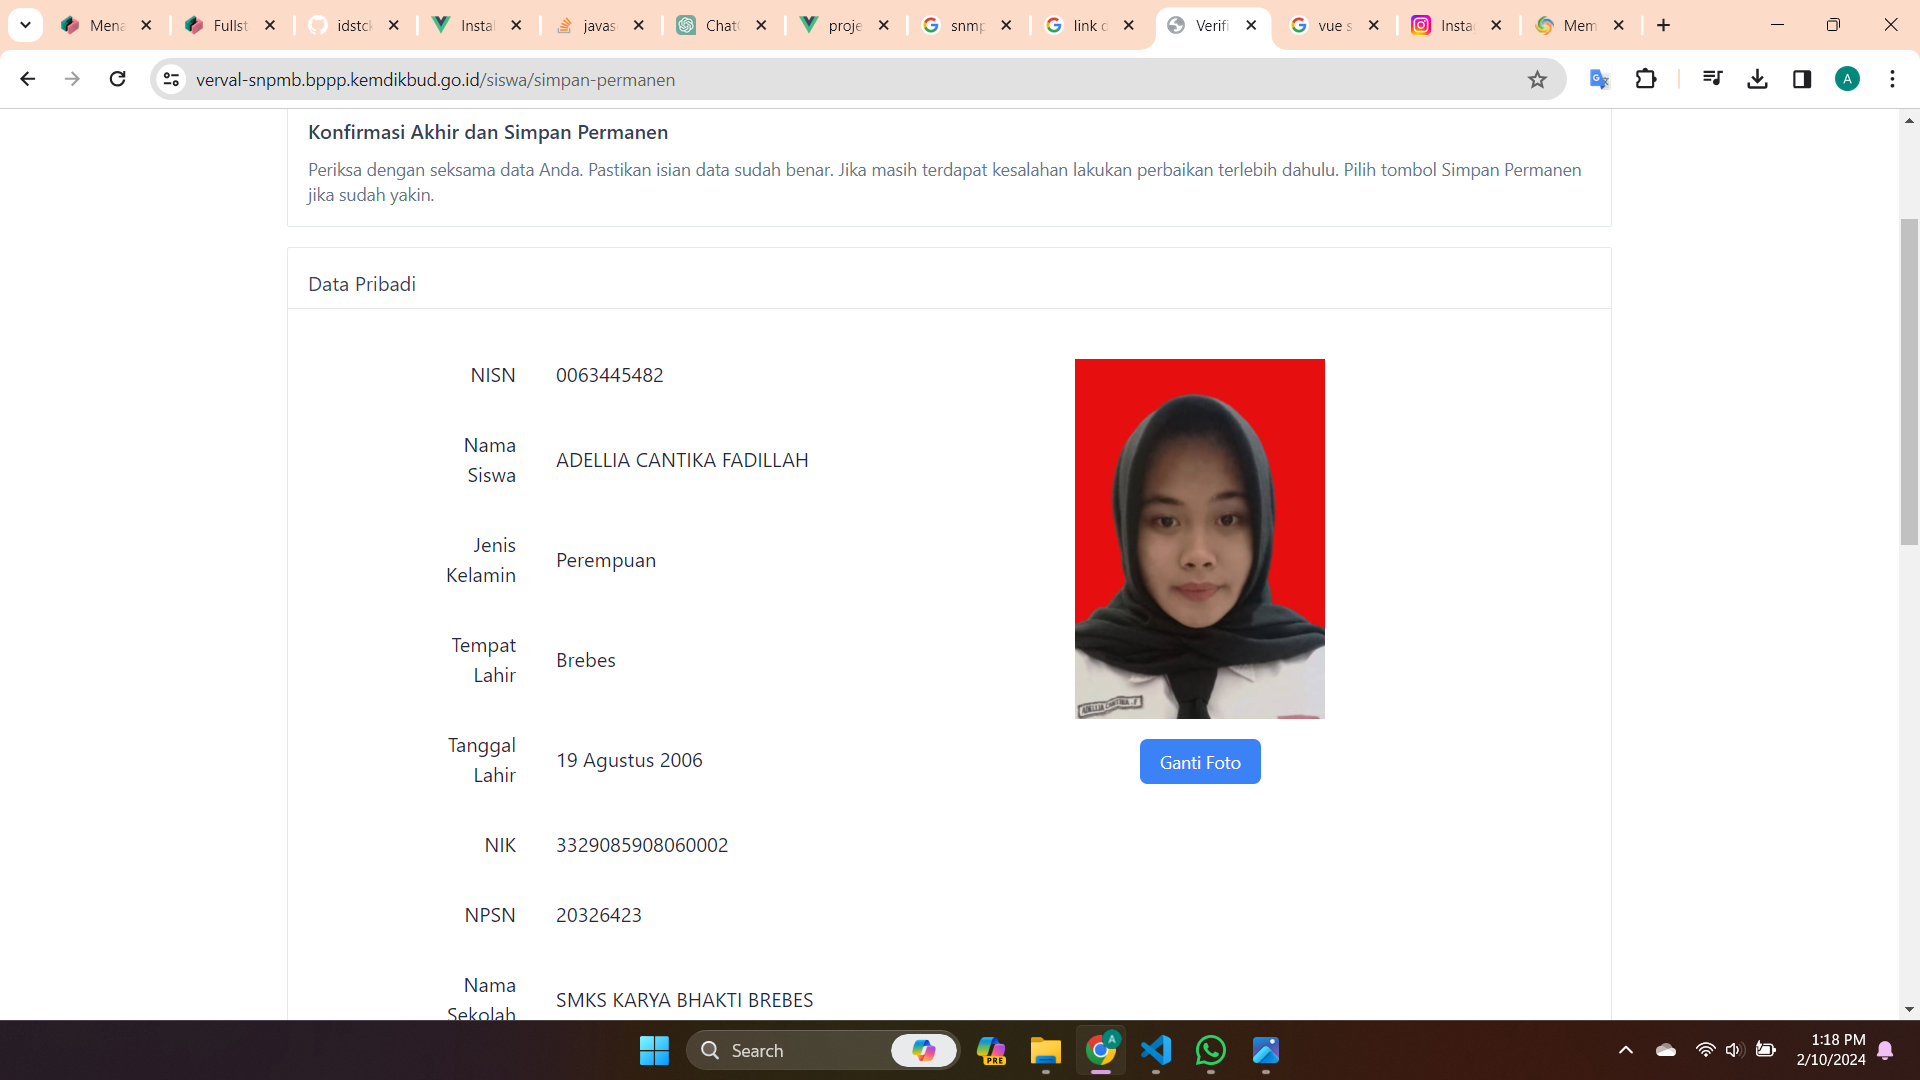 Mena
Fullst
idstck
Instal
javas
Chat
proje
snmp
link d
Verifi
vue s
Insta
Mem
verval-snpmb.bppp.kemdikbud.go.id/siswa/simpan-permanen
A
Konfirmasi Akhir dan Simpan Permanen
Periksa dengan seksama data Anda. Pastikan isian data sudah benar. Jika masih terdapat kesalahan lakukan perbaikan terlebih dahulu. Pilih tombol Simpan Permanen
jika sudah yakin.
Data Pribadi
NISN 0063445482
Nama
Siswa
ADELLIA CANTIKA FADILLAH
Jenis
Kelamin
Perempuan
Tempat
Lahir
Brebes
Tanggal
Lahir
19 Agustus 2006
NIK 3329085908060002
NPSN 20326423
Nama
Sekolah
SMKS KARYA BHAKTI BREBES
ADELLIA CANTIKA .F
Ganti Foto
Search
PRE
A
1:18 PM
2/10/2024